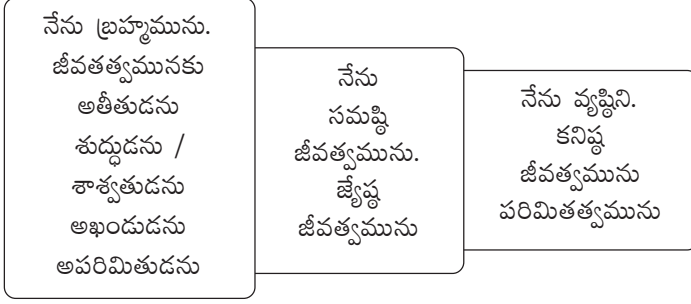 నేను బ్రహ్మమును.
జీవతత్వమునకు
అతీతుడను
శుద్ధుడను /
శాశ్వతుడను
అఖండుడను
అపరిమితుడను
నేను
సమష్ఠి
జీవత్వమును.
జ్యేష్ఠ
జీవత్వమును
నేను వ్యష్ఠిని.
కనిష్ఠ
జీవత్వమును
పరిమితత్వమును